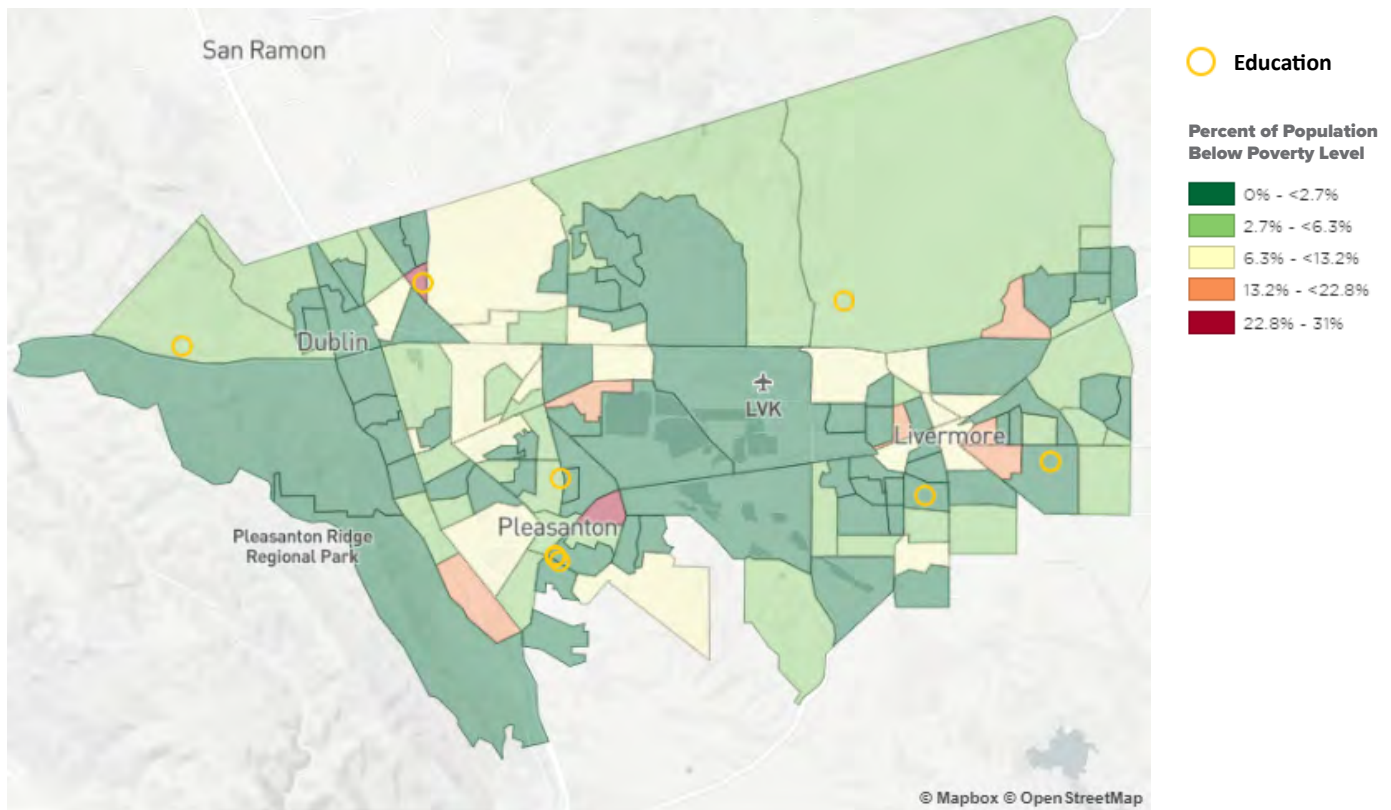 San Ramon
Education
Percent of Population
Below Poverty Level
0% - <2.7%
2.7% - <6.3%
6.3% - <13.2%
13.2% - <22.8%
22.8% - 31%
Dublin
LVK
Livermore
Pleasanton
Pleasanton Ridge
Regional Park
© Mapbox © OpenStreetMap